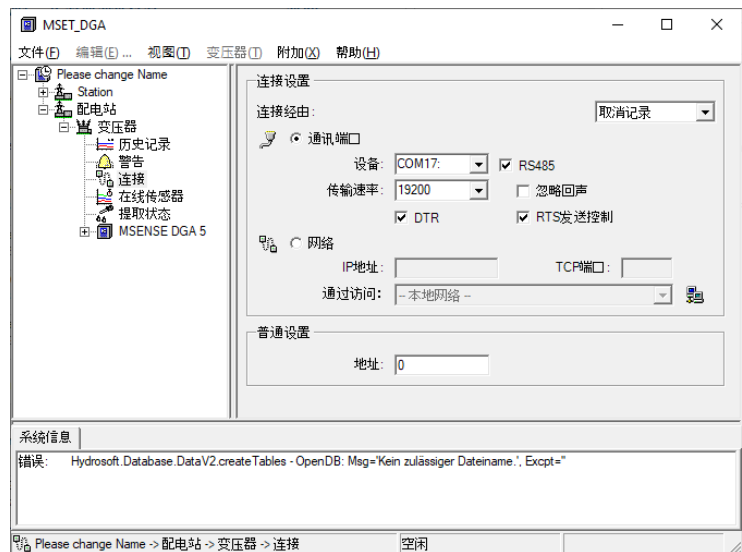 MSET_DGA
文件(F) 编辑(E) ... 视图(T) 变压器(T) 附加(X) 帮助(H)
Please change Name
Station
配电站
变压器
历史记录
警告
连接
在线传感器
提取状态
MSENSE DGA 5
连接设置
连接经由: 取消记录
通讯端口
设备: COM17: RS485
传输速率: 19200 忽略回声
DTR RTS发送控制
网络
IP地址: TCP端口:
通过访问: -- 本地网络 --
普通设置
地址: 0
系统信息
错误: Hydrosoft.Database.DataV2.createTables - OpenDB: Msg='Kein zulässiger Dateiname.', Excpt=''
Please change Name -> 配电站 -> 变压器 -> 连接 空闲